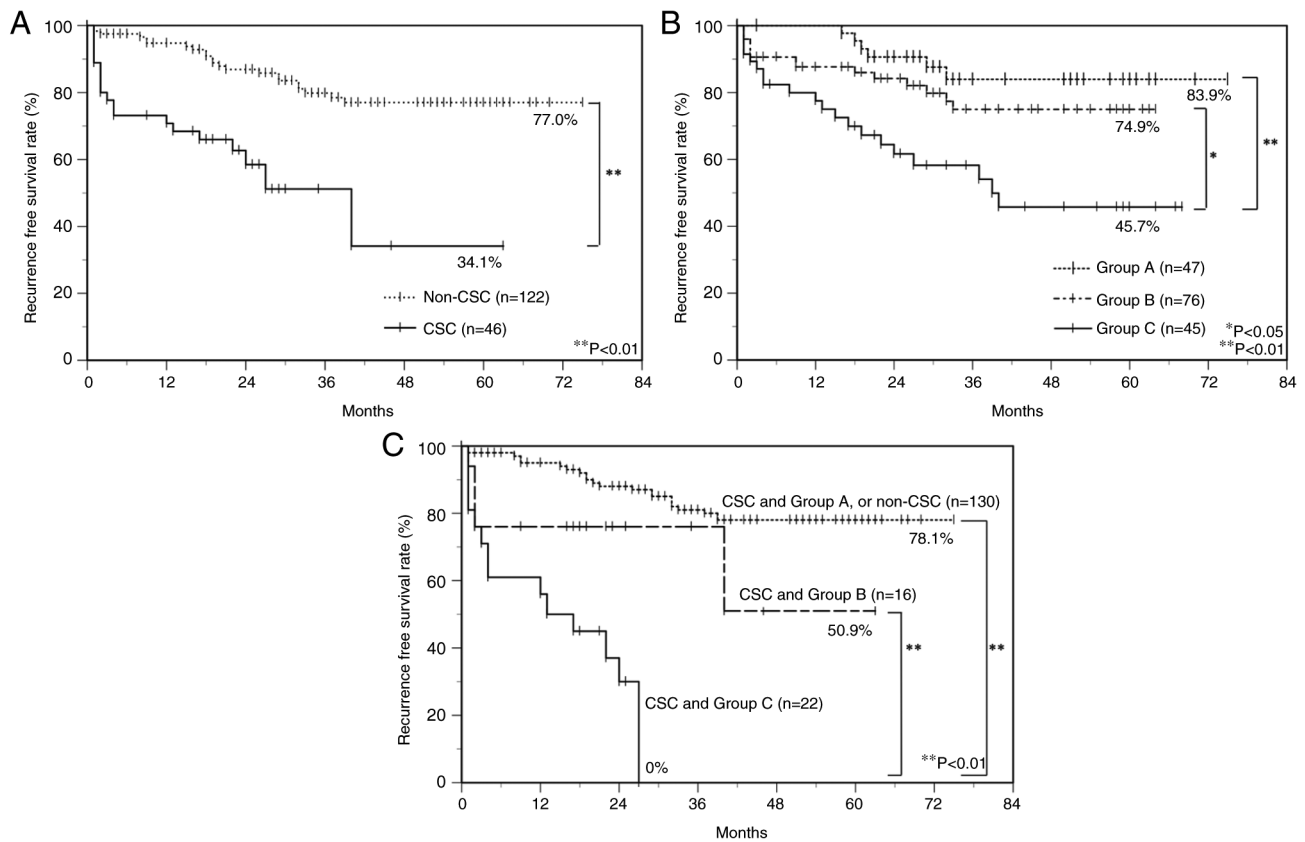 A
Recurrence free survival rate (%)
100
80
60
40
20
0
77.0%
**
34.1%
Non-CSC (n=122)
CSC (n=46)
**P<0.01
0 12 24 36 48 60 72 84
Months
B
Recurrence free survival rate (%)
100
80
60
40
20
0
83.9%
74.9%
**
*
45.7%
Group A (n=47)
Group B (n=76)
Group C (n=45)
*P<0.05
**P<0.01
0 12 24 36 48 60 72 84
Months
C
Recurrence free survival rate (%)
100
80
60
40
20
0
CSC and Group A, or non-CSC (n=130)
78.1%
CSC and Group B (n=16)
50.9%
** **
CSC and Group C (n=22)
0%
**P<0.01
0 12 24 36 48 60 72 84
Months